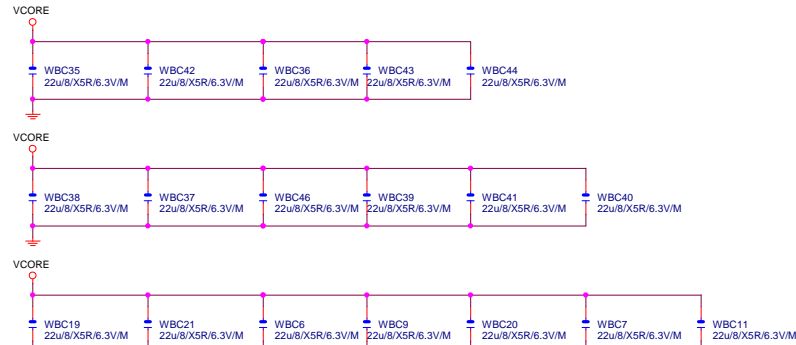 VCORE
WBC35 WBC42 WBC36 WBC43 WBC44
22u/8/X5R/6.3V/M 22u/8/X5R/6.3V/M 22u/8/X5R/6.3V/M 22u/8/X5R/6.3V/M 22u/8/X5R/6.3V/M
VCORE
WBC38 WBC37 WBC46 WBC39 WBC41 WBC40
22u/8/X5R/6.3V/M 22u/8/X5R/6.3V/M 22u/8/X5R/6.3V/M 22u/8/X5R/6.3V/M 22u/8/X5R/6.3V/M 22u/8/X5R/6.3V/M
VCORE
WBC19 WBC21 WBC6 WBC9 WBC20 WBC7 WBC11
22u/8/X5R/6.3V/M 22u/8/X5R/6.3V/M 22u/8/X5R/6.3V/M 22u/8/X5R/6.3V/M 22u/8/X5R/6.3V/M 22u/8/X5R/6.3V/M 22u/8/X5R/6.3V/M